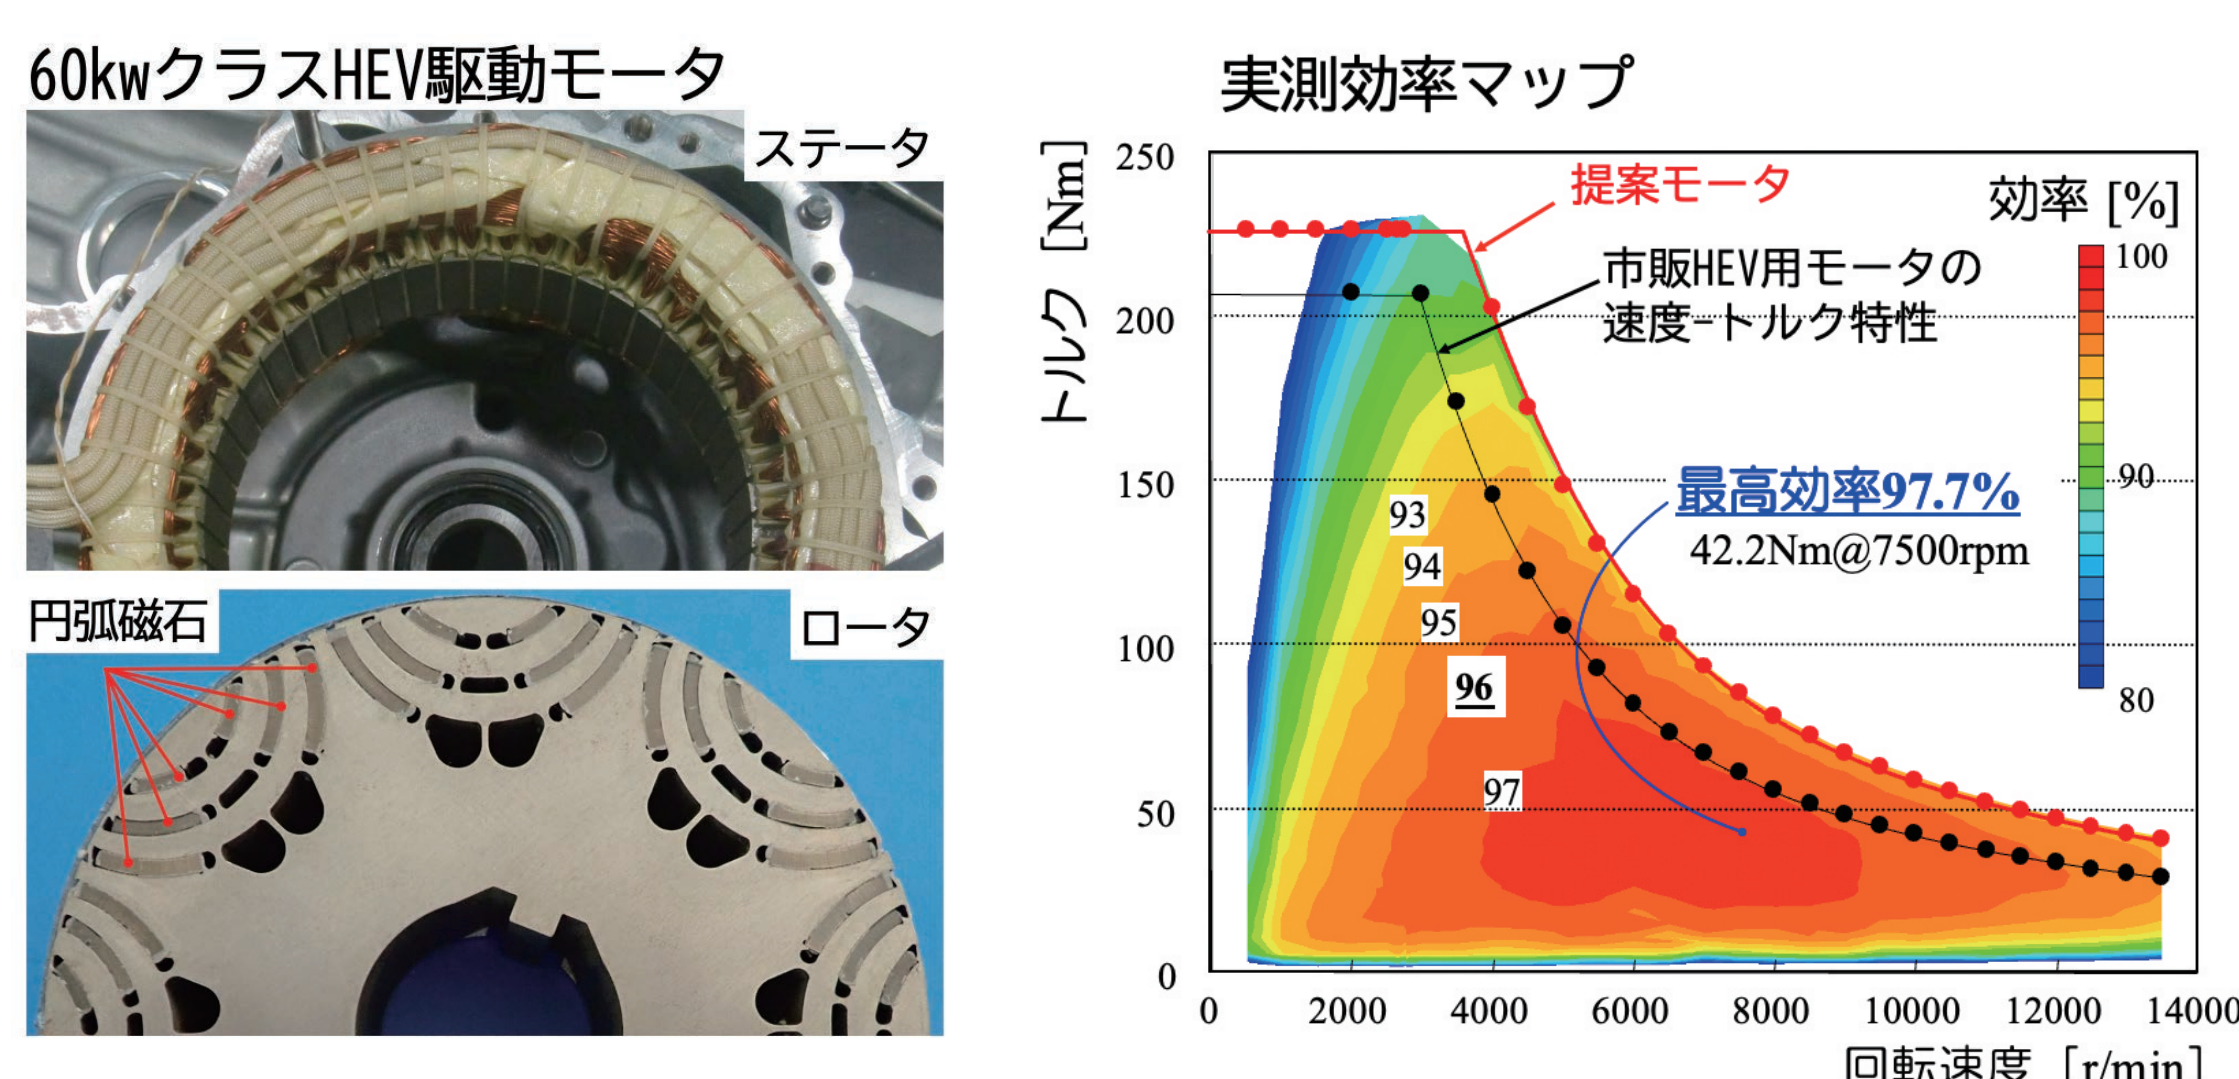 60kwクラスHEV駆動モータ
ステータ
円弧磁石
ロータ
実測効率マップ
トルク [Nm]
250
200
150
100
50
0
提案モータ
市販HEV用モータの
速度-トルク特性
効率 [%]
100
90
80
最高効率97.7%
42.2Nm@7500rpm
93
94
95
96
97
0
2000
4000
6000
8000
10000
12000
14000
回転速度 [r/min]